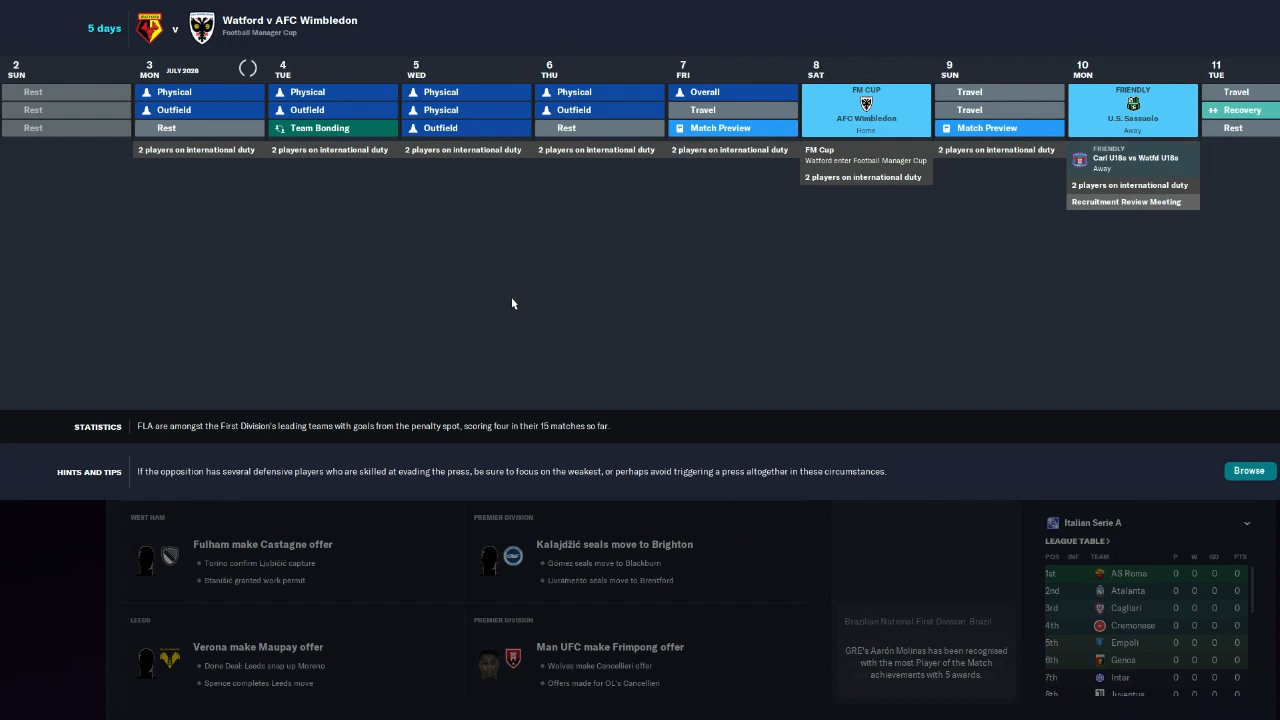 5 days
v
Watford v AFC Wimbledon
Football Manager Cup
2
SUN
3
MON
JULY 2028
4
TUE
5
WED
6
THU
7
FRI
8
SAT
9
SUN
10
MON
11
TUE
Rest
Rest
Rest
Physical
Outfield
Rest
2 players on international duty
Physical
Outfield
Team Bonding
2 players on international duty
Physical
Physical
Outfield
2 players on international duty
Physical
Outfield
Rest
2 players on international duty
Overall
Travel
Match Preview
2 players on international duty
FM CUP
AFC Wimbledon
Home
FM Cup
Watford enter Football Manager Cup
2 players on international duty
Travel
Travel
Match Preview
2 players on international duty
FRIENDLY
U.S. Sassuolo
Away
FRIENDLY
Carl U18s vs Watfd U18s
Away
2 players on international duty
Recruitment Review Meeting
Travel
Recovery
Rest
STATISTICS
FLA are amongst the First Division's leading teams with goals from the penalty spot, scoring four in their 15 matches so far.
HINTS AND TIPS
If the opposition has several defensive players who are skilled at evading the press, be sure to focus on the weakest, or perhaps avoid triggering a press altogether in these circumstances.
Browse
WEST HAM
Fulham make Castagne offer
Torino confirm Ljubičić capture
Stanišić granted work permit
PREMIER DIVISION
Kalajdžić seals move to Brighton
Gómez seals move to Blackburn
Livramento seals move to Brentford
LEEDS
Verona make Maupay offer
Done Deal: Leeds snap up Moreno
Spence completes Leeds move
PREMIER DIVISION
Man UFC make Frimpong offer
Wolves make Cancellieri offer
Offers made for OL's Cancellieri
Brazilian National First Division, Brazil
GRE's Aarón Molinas has been recognised
with the most Player of the Match
achievements with 5 awards.
Italian Serie A
LEAGUE TABLE >
POS INF TEAM P W GD PTS
1st AS Roma 0 0 0 0
2nd Atalanta 0 0 0 0
3rd Cagliari 0 0 0 0
4th Cremonese 0 0 0 0
5th Empoli 0 0 0 0
6th Genoa 0 0 0 0
7th Inter 0 0 0 0
8th Juventus 0 0 0 0